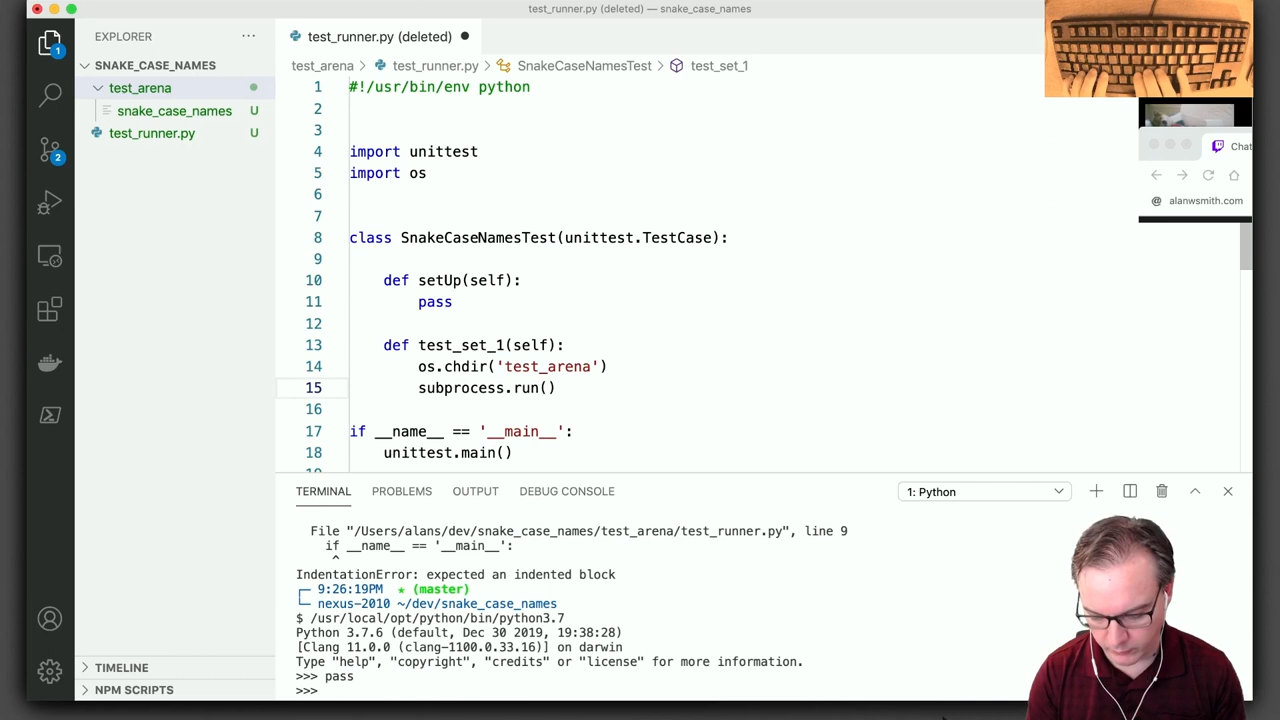 test_runner.py (deleted) — snake_case_names
EXPLORER
SNAKE_CASE_NAMES
test_arena
snake_case_names U
test_runner.py U
1
2
TIMELINE
NPM SCRIPTS
test_runner.py (deleted)
test_arena > test_runner.py > SnakeCaseNamesTest > test_set_1
1 #!/usr/bin/env python
2
3
4 import unittest
5 import os
6
7
8 class SnakeCaseNamesTest(unittest.TestCase):
9
10 def setUp(self):
11 pass
12
13 def test_set_1(self):
14 os.chdir('test_arena')
15 subprocess.run()
16
17 if __name__ == '__main__':
18 unittest.main()
TERMINAL PROBLEMS OUTPUT DEBUG CONSOLE 1: Python
File "/Users/alans/dev/snake_case_names/test_arena/test_runner.py", line 9
if __name__ == '__main__':
^
IndentationError: expected an indented block
9:26:19PM ★ (master)
nexus-2010 ~/dev/snake_case_names
$ /usr/local/opt/python/bin/python3.7
Python 3.7.6 (default, Dec 30 2019, 19:38:28)
[Clang 11.0.0 (clang-1100.0.33.16)] on darwin
Type "help", "copyright", "credits" or "license" for more information.
>>> pass
>>>
Chat
@ alanwsmith.com